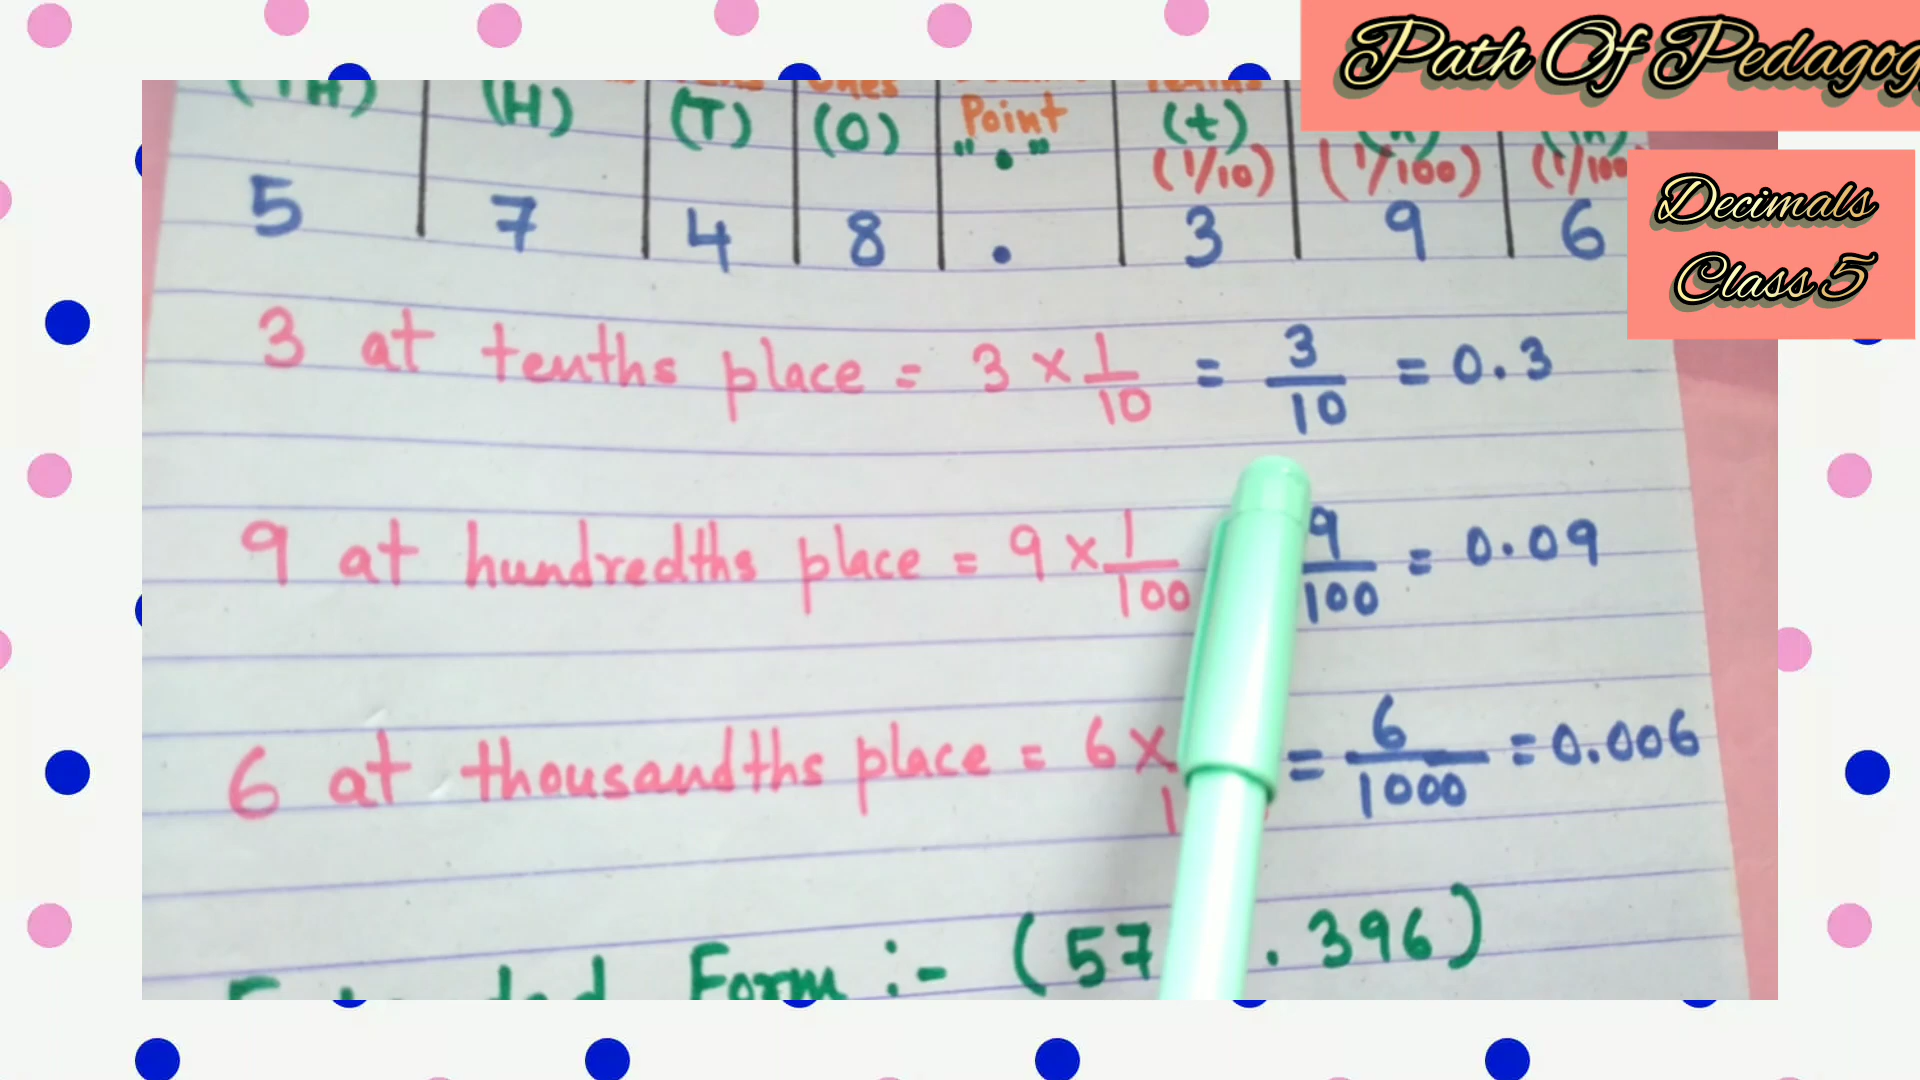 Path Of Pedagog
Decimals
Class 5
(TH) (H) (T) (O) Point (t)
" . " (1/10) (1/100)
5 7 4 8 . 3 9 6
3 at tenths place = 3 × 1/10 = 3/10 = 0.3
9 at hundredths place = 9 × 1/100 9/100 = 0.09
6 at thousandths place = 6 × = 6/1000 = 0.006
Form :- (57 .396)